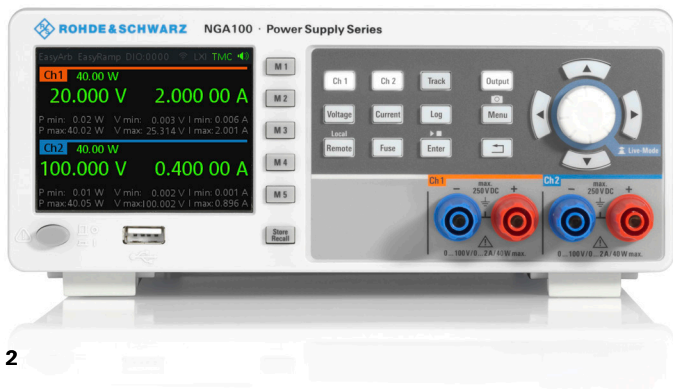 ROHDE&SCHWARZ NGA100 · Power Supply Series
EasyArb EasyRamp DIO:0000 LXI TMC
Ch1 40.00 W
20.000 V 2.000 00 A
P min: 0.02 W V min: 0.003 V I min: 0.006 A
P max:40.02 W V max: 25.314 V I max: 2.001 A
Ch2 40.00 W
100.000 V 0.400 00 A
P min: 0.01 W V min: 0.002 V I min: 0.001 A
P max:40.05 W V max:100.002 V I max: 0.896 A
M 1
M 2
M 3
M 4
M 5
Store
Recall
Ch 1 Ch 2 Track Output
Voltage Current Log Menu
Local
Remote Fuse Enter
Live-Mode
Ch 1 max. Ch 2 max.
250 V DC 250 V DC
− + − +
0...100 V/0...2 A/40 W max. 0...100 V/0...2 A/40 W max.
2